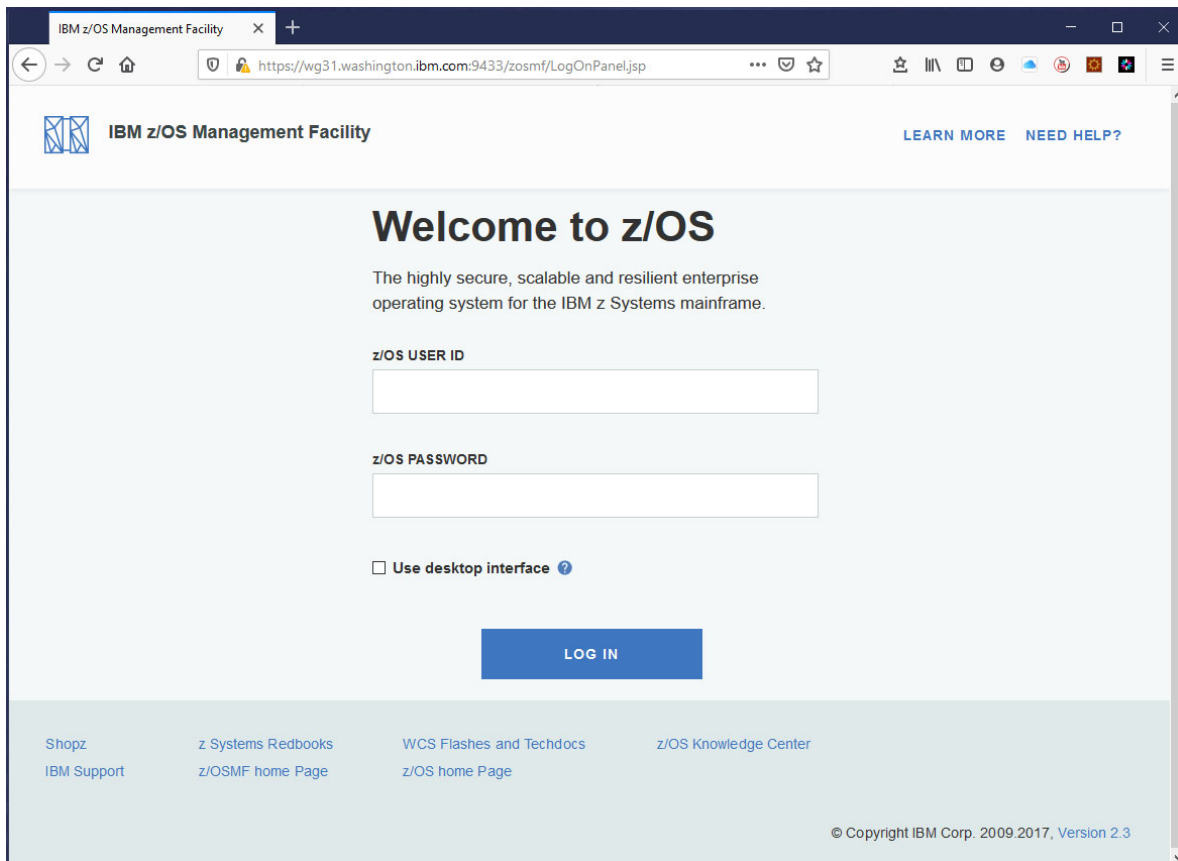 IBM z/OS Management Facility
https://wg31.washington.ibm.com:9433/zosmf/LogOnPanel.jsp
IBM z/OS Management Facility
LEARN MORE NEED HELP?
Welcome to z/OS
The highly secure, scalable and resilient enterprise
operating system for the IBM z Systems mainframe.
z/OS USER ID
z/OS PASSWORD
Use desktop interface ?
LOG IN
Shopz z Systems Redbooks WCS Flashes and Techdocs z/OS Knowledge Center
IBM Support z/OSMF home Page z/OS home Page
© Copyright IBM Corp. 2009.2017, Version 2.3